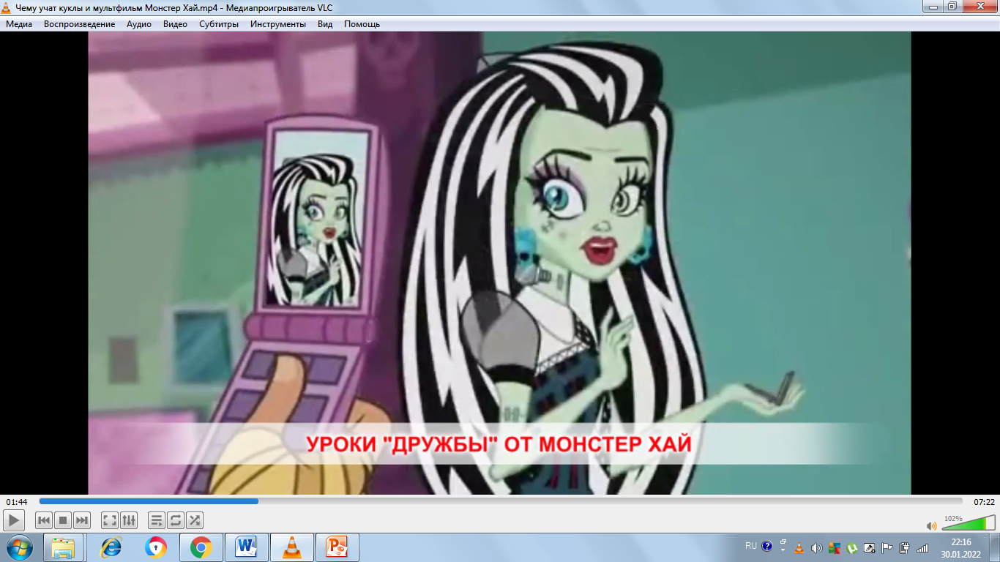 Чему учат куклы и мультфильм Монстер Хай.mp4 - Медиапроигрыватель VLC
Медиа Воспроизведение Аудио Видео Субтитры Инструменты Вид Помощь
УРОКИ "ДРУЖБЫ" ОТ МОНСТЕР ХАЙ
01:44 07:22
102%
RU 22:16
30.01.2022